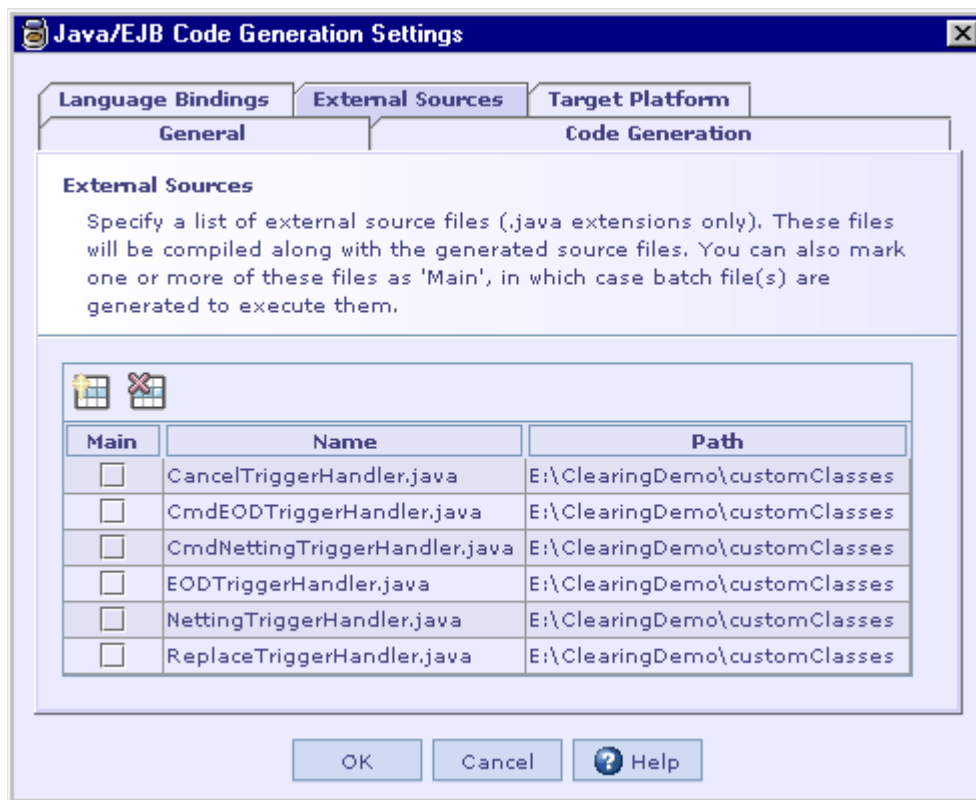 Java/EJB Code Generation Settings
Language Bindings External Sources Target Platform
General Code Generation
External Sources
Specify a list of external source files (.java extensions only). These files
will be compiled along with the generated source files. You can also mark
one or more of these files as 'Main', in which case batch file(s) are
generated to execute them.
Main Name Path
CancelTriggerHandler.java E:\ClearingDemo\customClasses
CmdEODTriggerHandler.java E:\ClearingDemo\customClasses
CmdNettingTriggerHandler.java E:\ClearingDemo\customClasses
EODTriggerHandler.java E:\ClearingDemo\customClasses
NettingTriggerHandler.java E:\ClearingDemo\customClasses
ReplaceTriggerHandler.java E:\ClearingDemo\customClasses
OK Cancel Help